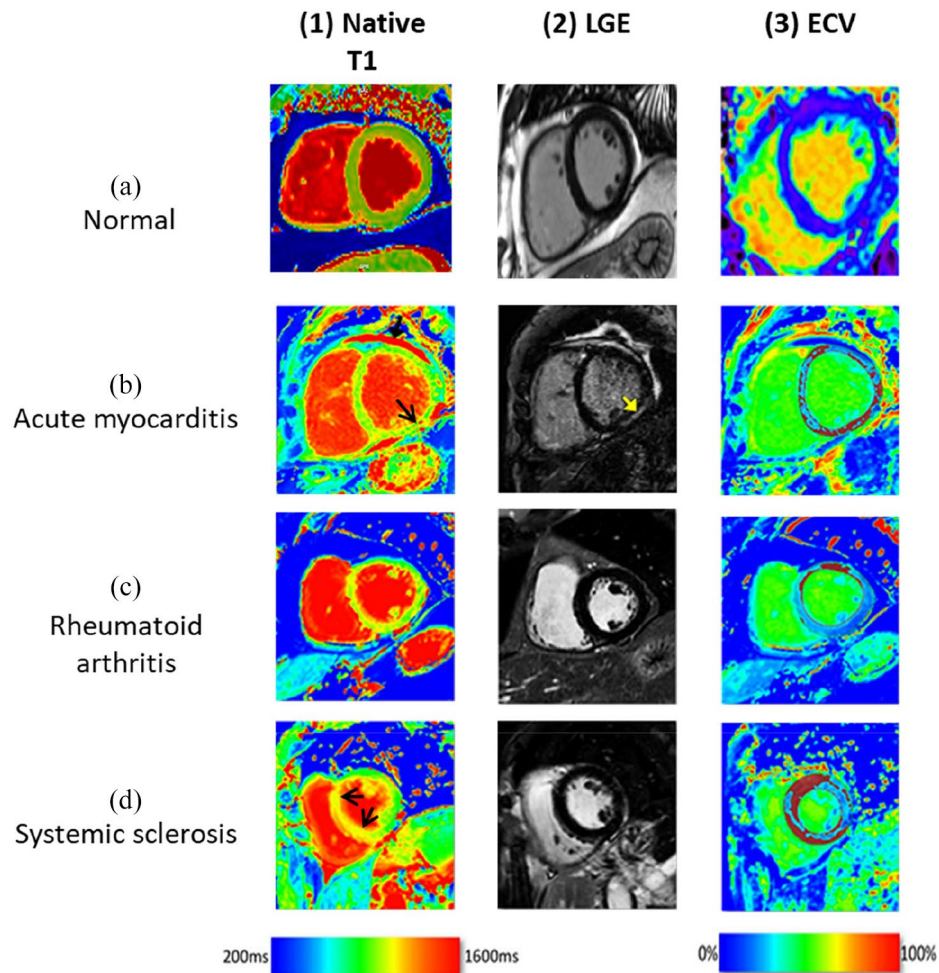 (1) Native
T1
(2) LGE
(3) ECV
(a)
Normal
(b)
Acute myocarditis
(c)
Rheumatoid
arthritis
(d)
Systemic sclerosis
200ms
1600ms
0%
100%